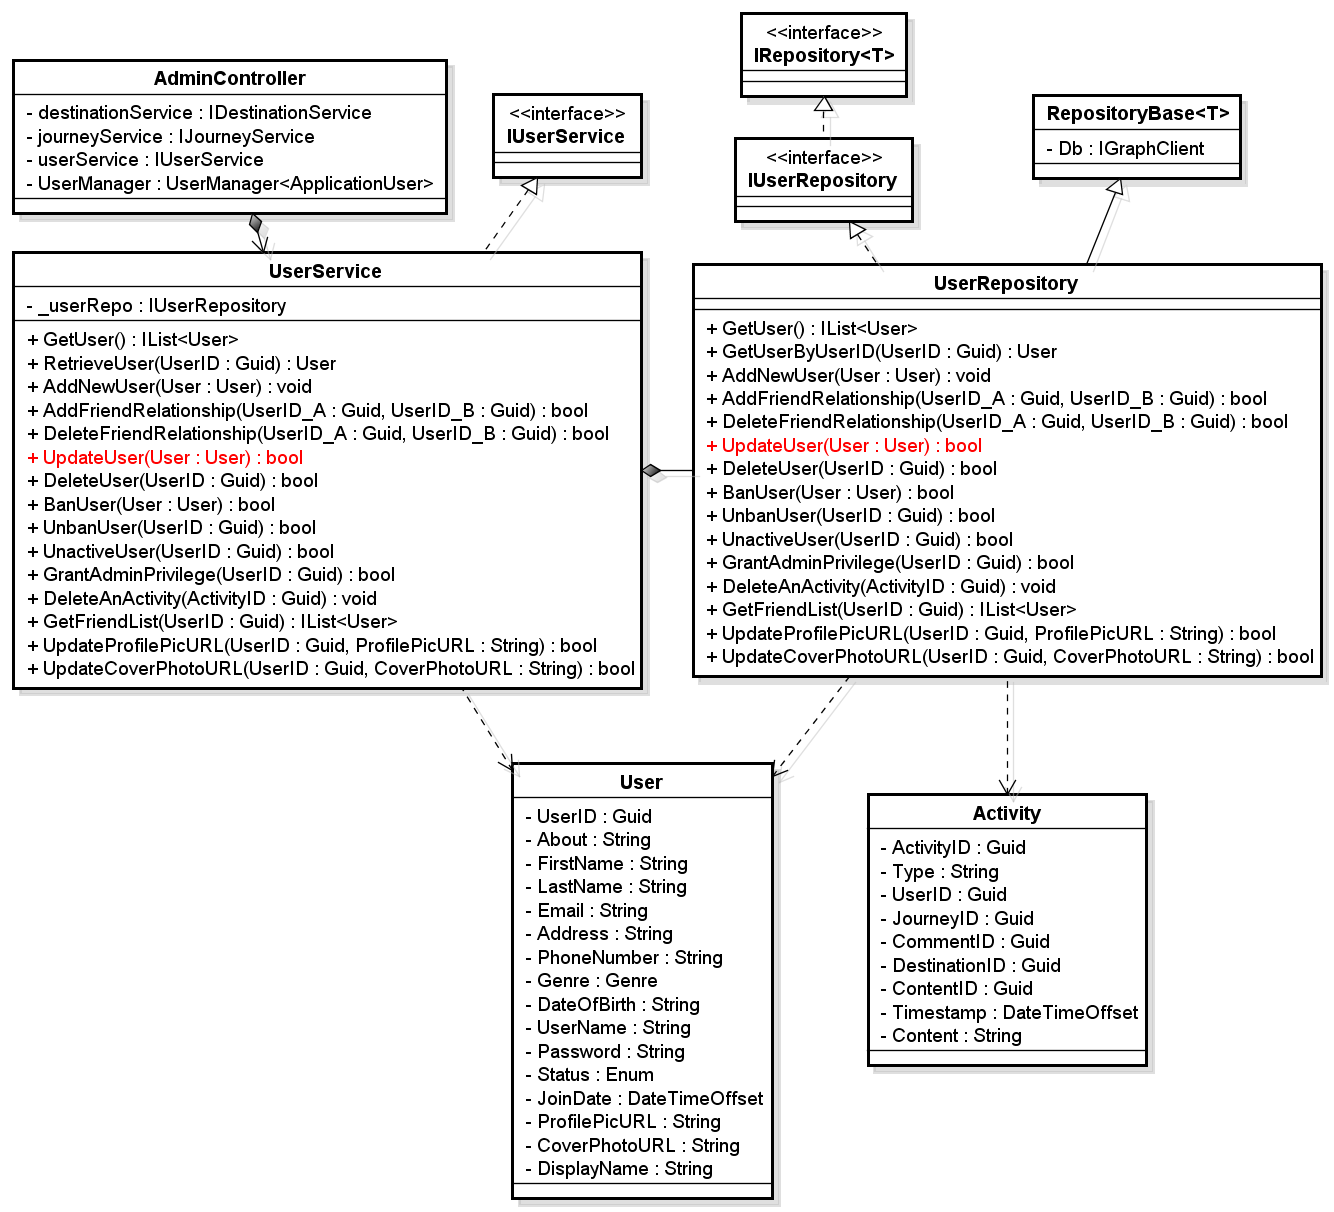 <<interface>>
IRepository<T>
AdminController
- destinationService : IDestinationService
- journeyService : IJourneyService
- userService : IUserService
- UserManager : UserManager<ApplicationUser>
<<interface>>
IUserService
<<interface>>
IUserRepository
RepositoryBase<T>
- Db : IGraphClient
UserService
- _userRepo : IUserRepository
+ GetUser() : IList<User>
+ RetrieveUser(UserID : Guid) : User
+ AddNewUser(User : User) : void
+ AddFriendRelationship(UserID_A : Guid, UserID_B : Guid) : bool
+ DeleteFriendRelationship(UserID_A : Guid, UserID_B : Guid) : bool
+ UpdateUser(User : User) : bool
+ DeleteUser(UserID : Guid) : bool
+ BanUser(User : User) : bool
+ UnbanUser(UserID : Guid) : bool
+ UnactiveUser(UserID : Guid) : bool
+ GrantAdminPrivilege(UserID : Guid) : bool
+ DeleteAnActivity(ActivityID : Guid) : void
+ GetFriendList(UserID : Guid) : IList<User>
+ UpdateProfilePicURL(UserID : Guid, ProfilePicURL : String) : bool
+ UpdateCoverPhotoURL(UserID : Guid, CoverPhotoURL : String) : bool
UserRepository
+ GetUser() : IList<User>
+ GetUserByUserID(UserID : Guid) : User
+ AddNewUser(User : User) : void
+ AddFriendRelationship(UserID_A : Guid, UserID_B : Guid) : bool
+ DeleteFriendRelationship(UserID_A : Guid, UserID_B : Guid) : bool
+ UpdateUser(User : User) : bool
+ DeleteUser(UserID : Guid) : bool
+ BanUser(User : User) : bool
+ UnbanUser(UserID : Guid) : bool
+ UnactiveUser(UserID : Guid) : bool
+ GrantAdminPrivilege(UserID : Guid) : bool
+ DeleteAnActivity(ActivityID : Guid) : void
+ GetFriendList(UserID : Guid) : IList<User>
+ UpdateProfilePicURL(UserID : Guid, ProfilePicURL : String) : bool
+ UpdateCoverPhotoURL(UserID : Guid, CoverPhotoURL : String) : bool
User
- UserID : Guid
- About : String
- FirstName : String
- LastName : String
- Email : String
- Address : String
- PhoneNumber : String
- Genre : Genre
- DateOfBirth : String
- UserName : String
- Password : String
- Status : Enum
- JoinDate : DateTimeOffset
- ProfilePicURL : String
- CoverPhotoURL : String
- DisplayName : String
Activity
- ActivityID : Guid
- Type : String
- UserID : Guid
- JourneyID : Guid
- CommentID : Guid
- DestinationID : Guid
- ContentID : Guid
- Timestamp : DateTimeOffset
- Content : String